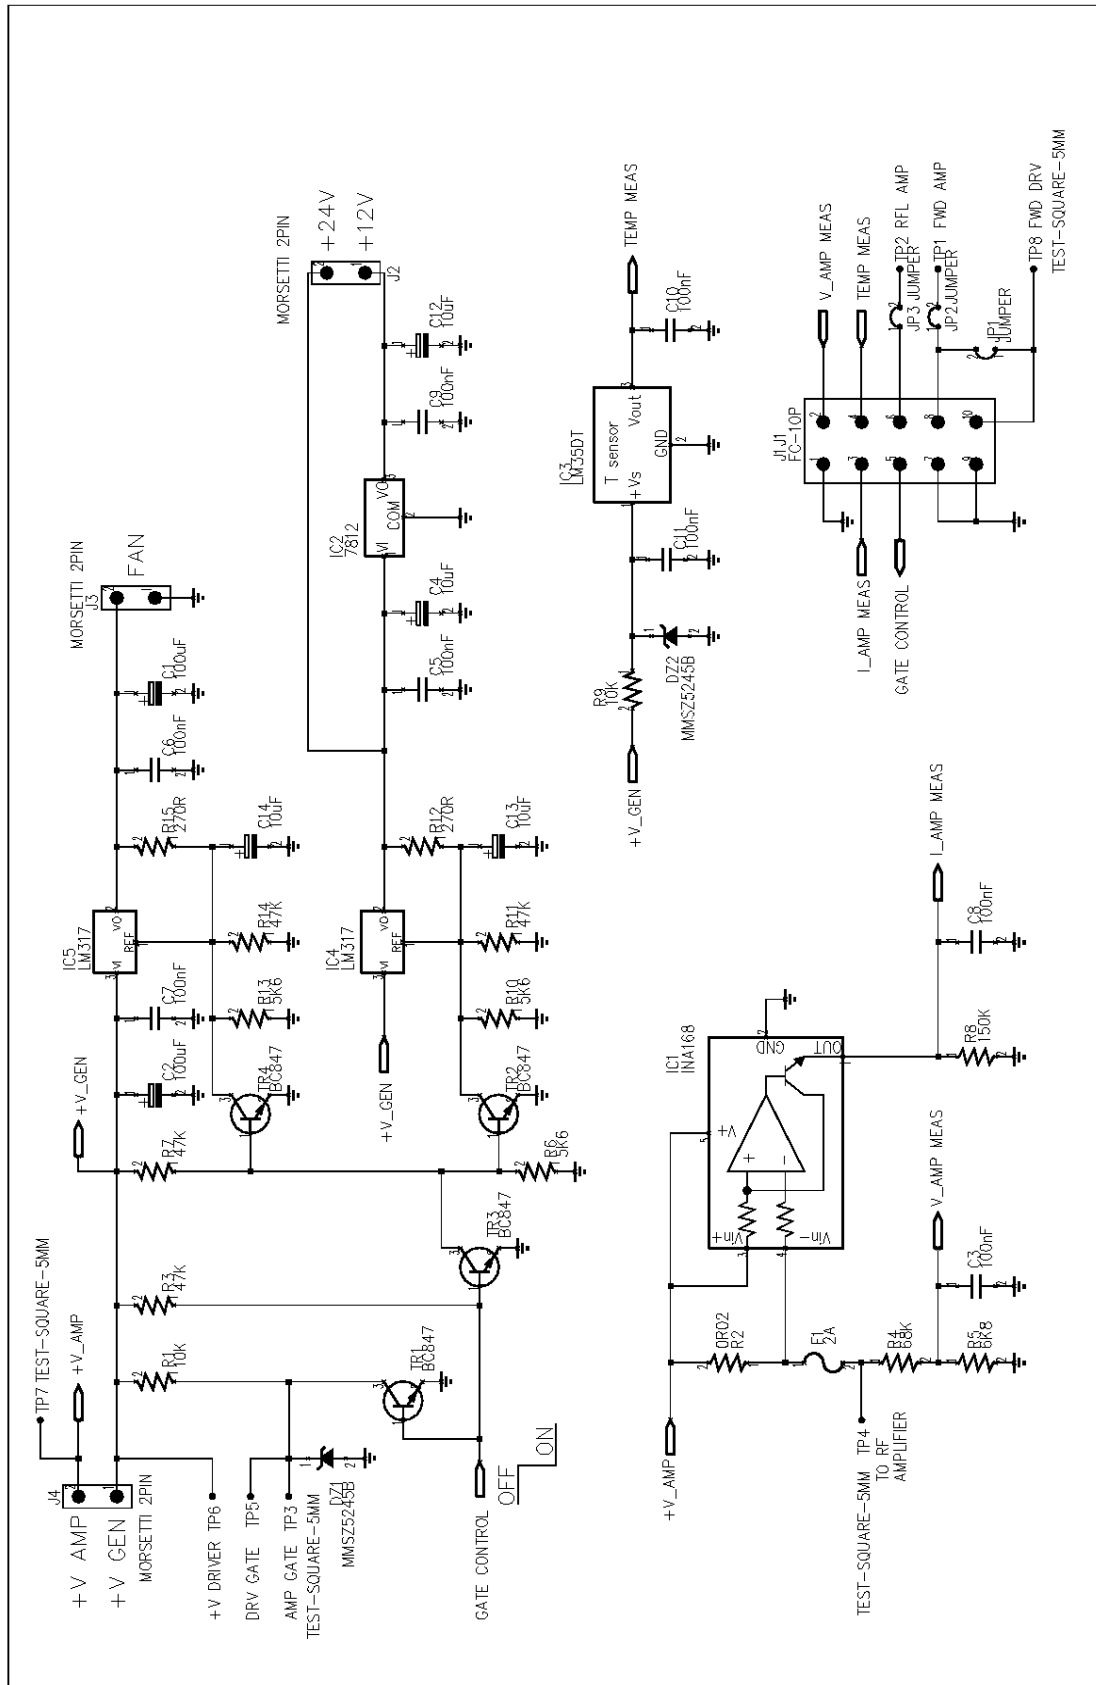 J4
+V AMP
+V GEN
MORSETTI 2PIN
TP7 TEST-SQUARE-5MM
+V_AMP
+V_GEN
+V DRIVER TP6
DRV GATE TP5
AMP GATE TP3
TEST-SQUARE-5MM
DZ1
MMSZ5245B
GATE CONTROL
OFF
ON
R1
10K
R3
47K
R7
47K
TR1
BC847
TR3
BC847
R6
5K6
TR4
BC847
TR2
BC847
C2
100uF
C7
100nF
R13
5K6
R14
47K
IC5
LM317
VI
VO
REF
R15
270R
C14
10uF
C6
100nF
C1
100uF
J3
MORSETTI 2PIN
FAN
+V_GEN
R10
5K6
R11
47K
IC4
LM317
VI
VO
REF
R12
270R
C13
10uF
C5
100nF
C4
10uF
IC2
7812
VI
VO
COM
C9
100nF
C12
10uF
MORSETTI 2PIN
+24V
+12V
J2
+V_GEN
R9
10K
DZ2
MMSZ5245B
C11
100nF
IC3
LM35DT
T sensor
+Vs
Vout
GND
C10
100nF
TEMP MEAS
+V_AMP
0R02
R2
F1
2A
TEST-SQUARE-5MM TP4
TO RF
AMPLIFIER
R4
68K
R5
6K8
C3
100nF
V_AMP MEAS
IC1
INA168
Vin+
Vin-
V+
GND
OUT
R8
150K
C8
100nF
I_AMP MEAS
I_AMP MEAS
GATE CONTROL
J1J1
FC-10P
V_AMP MEAS
TEMP MEAS
TP2 RFL AMP
JP3 JUMPER
TP1 FWD AMP
JP2JUMPER
JP1
JUMPER
TP8 FWD DRV
TEST-SQUARE-5MM